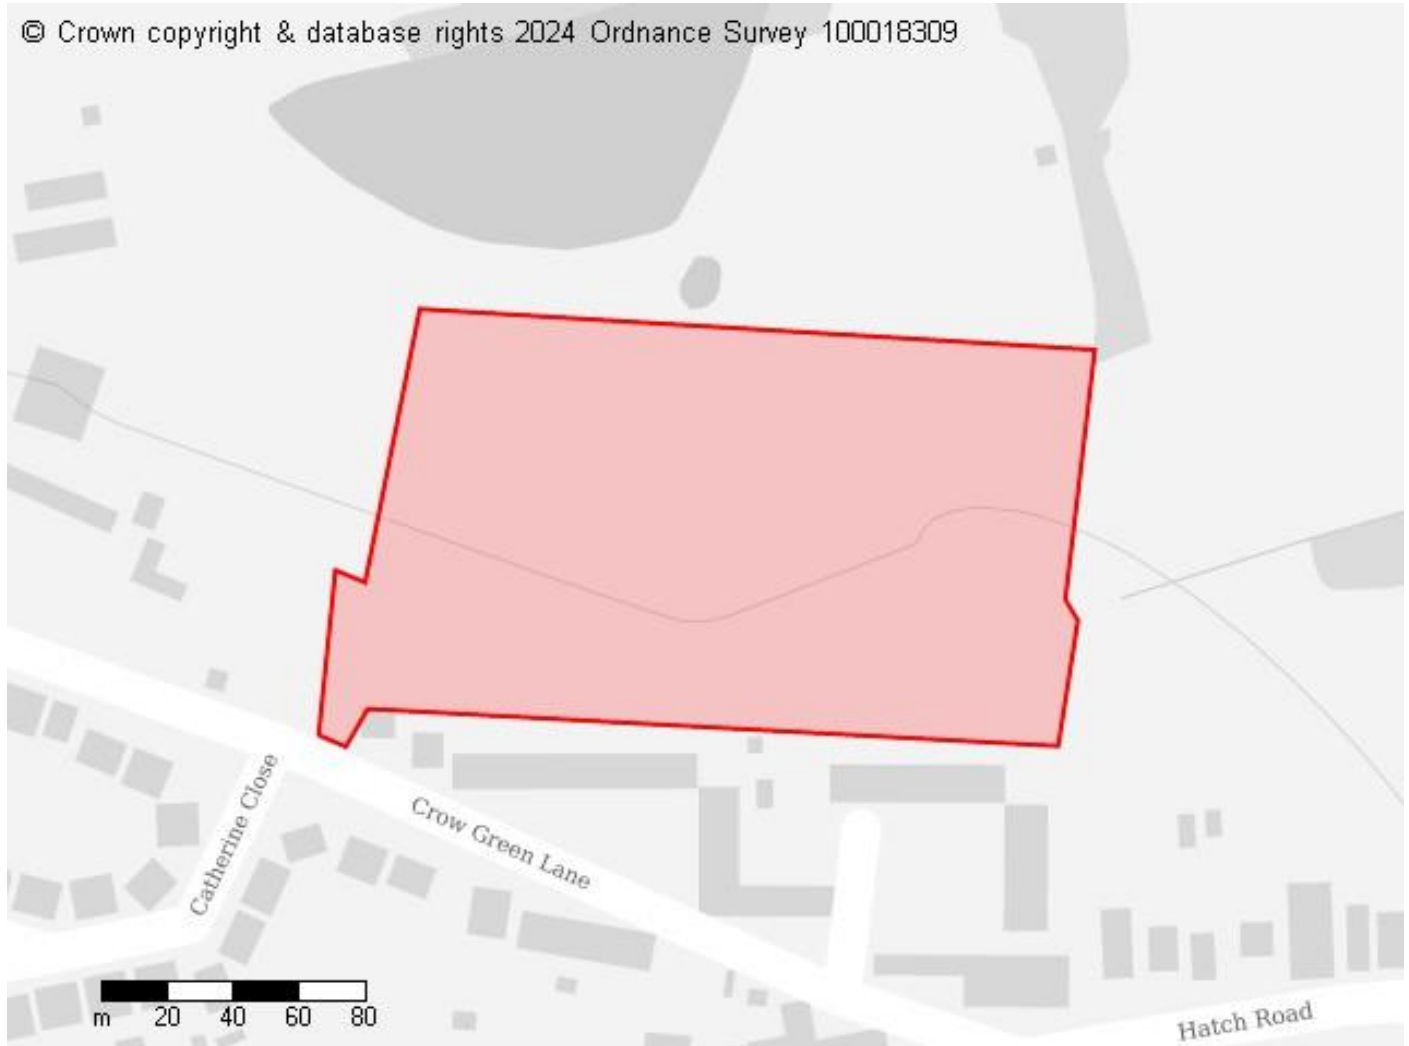 © Crown copyright & database rights 2024 Ordnance Survey 100018309
Catherine Close
Crow Green Lane
m 20 40 60 80
Hatch Road